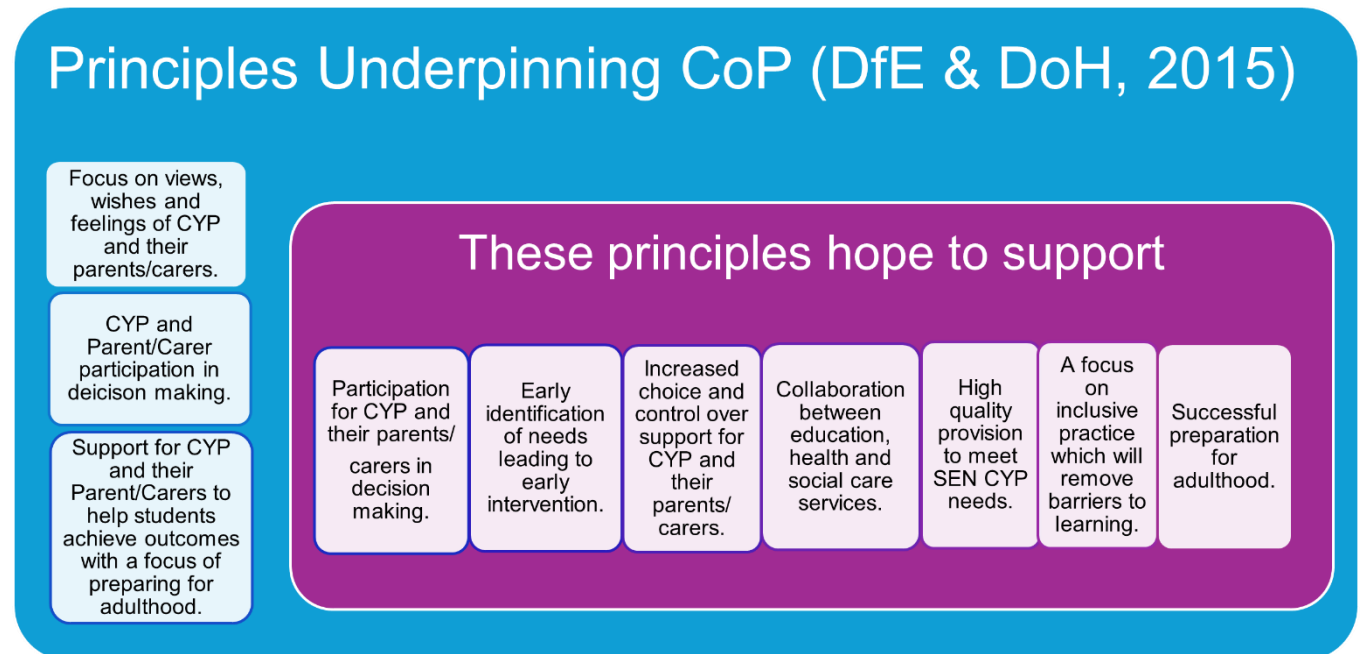 Principles Underpinning CoP (DfE & DoH, 2015)
Focus on views,
wishes and
feelings of CYP
and their
parents/carers.
CYP and
Parent/Carer
participation in
deicison making.
Support for CYP
and their
Parent/Carers to
help students
achieve outcomes
with a focus of
preparing for
adulthood.
These principles hope to support
Participation
for CYP and
their parents/
carers in
decision
making.
Early
identification
of needs
leading to
early
intervention.
Increased
choice and
control over
support for
CYP and
their
parents/
carers.
Collaboration
between
education,
health and
social care
services.
High
quality
provision
to meet
SEN CYP
needs.
A focus
on
inclusive
practice
which will
remove
barriers to
learning.
Successful
preparation
for
adulthood.